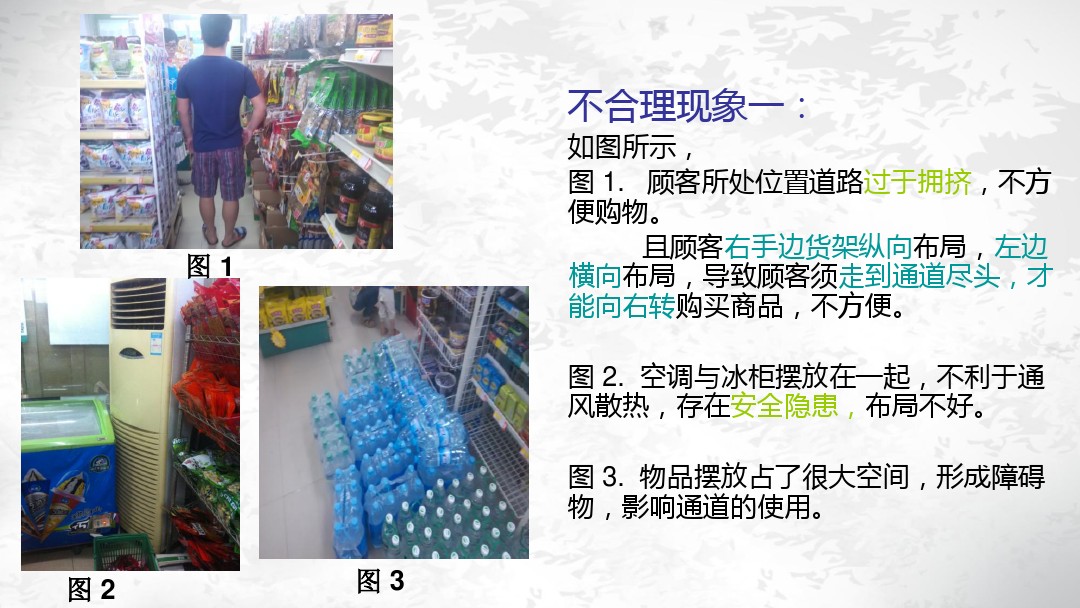 图 1
图 2
图 3
不合理现象一：
如图所示，
图 1. 顾客所处位置道路过于拥挤，不方
便购物。
且顾客右手边货架纵向布局，左边
横向布局，导致顾客须走到通道尽头，才
能向右转购买商品，不方便。
图 2. 空调与冰柜摆放在一起，不利于通
风散热，存在安全隐患，布局不好。
图 3. 物品摆放占了很大空间，形成障碍
物，影响通道的使用。